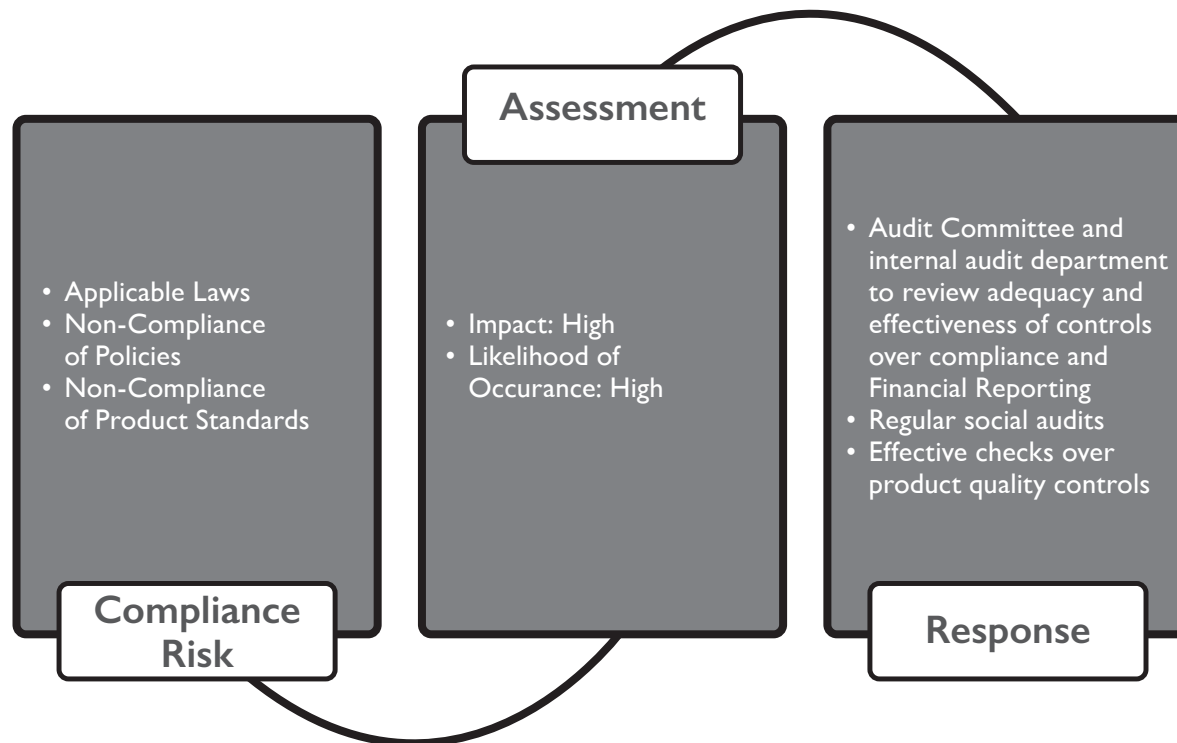 Assessment
• Applicable Laws
• Non-Compliance
of Policies
• Non-Compliance
of Product Standards
Compliance
Risk
• Impact: High
• Likelihood of
Occurance: High
• Audit Committee and
internal audit department
to review adequacy and
effectiveness of controls
over compliance and
Financial Reporting
• Regular social audits
• Effective checks over
product quality controls
Response